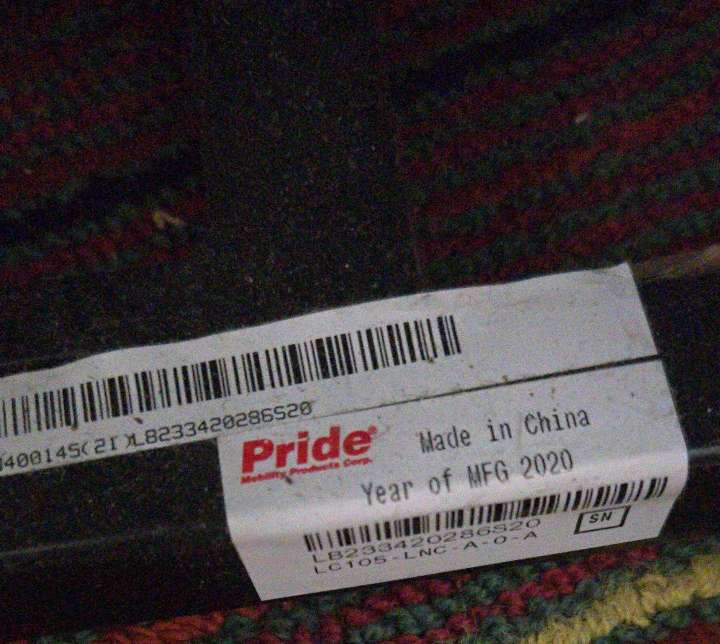 400145(21)LB233420286S20
Pride®
Mobility Products Corp.
Made in China
Year of MFG 2020
SN
LB233420286S20
LC105-LNC-A-0-A